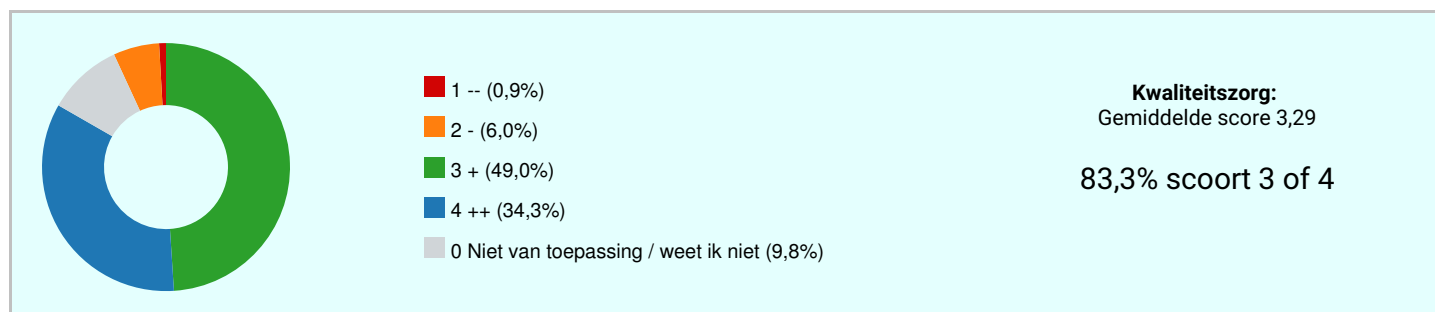 1 -- (0,9%)
2 - (6,0%)
3 + (49,0%)
4 ++ (34,3%)
0 Niet van toepassing / weet ik niet (9,8%)
Kwaliteitszorg:
Gemiddelde score 3,29
83,3% scoort 3 of 4